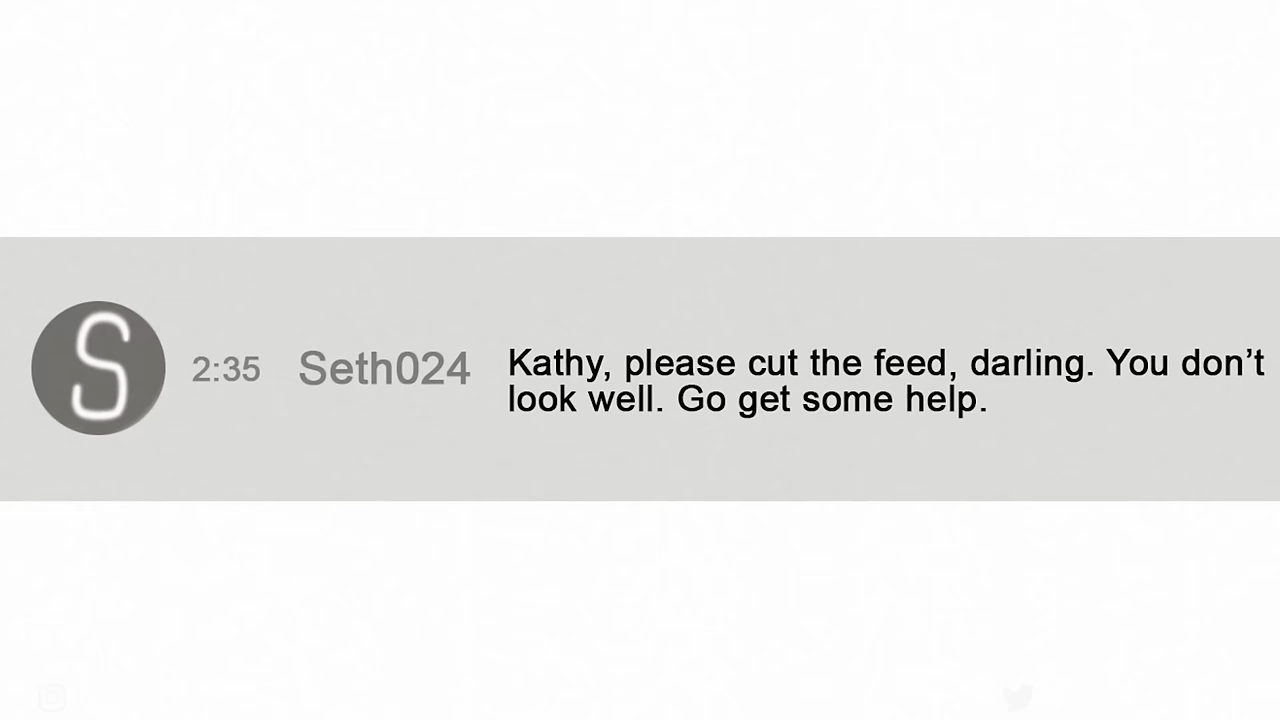 S
2:35 Seth024 Kathy, please cut the feed, darling. You don’t
look well. Go get some help.